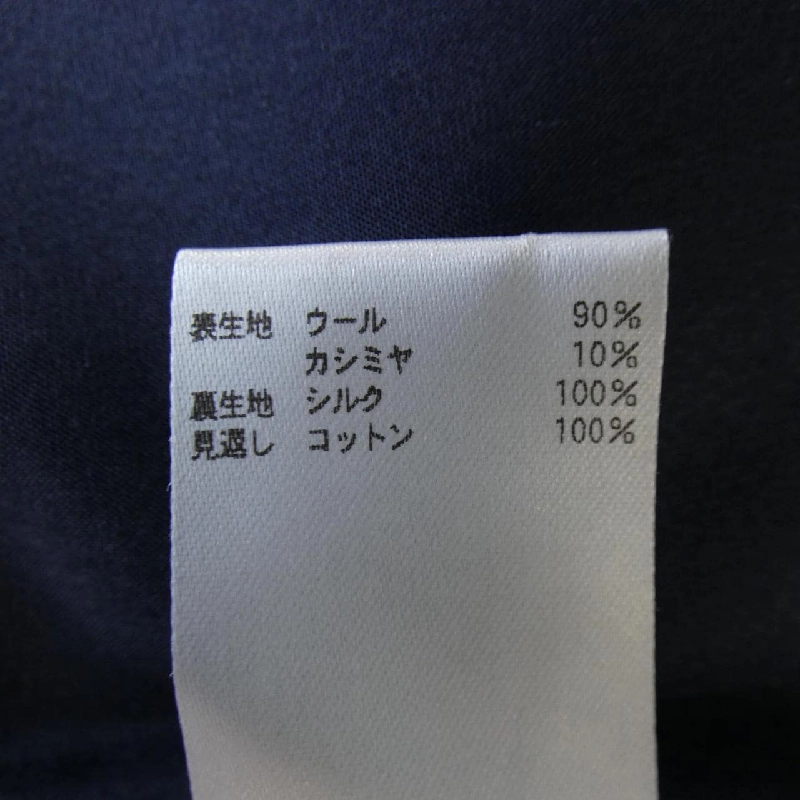 表生地 ウール 90%
カシミヤ 10%
裏生地 シルク 100%
見返し コットン 100%